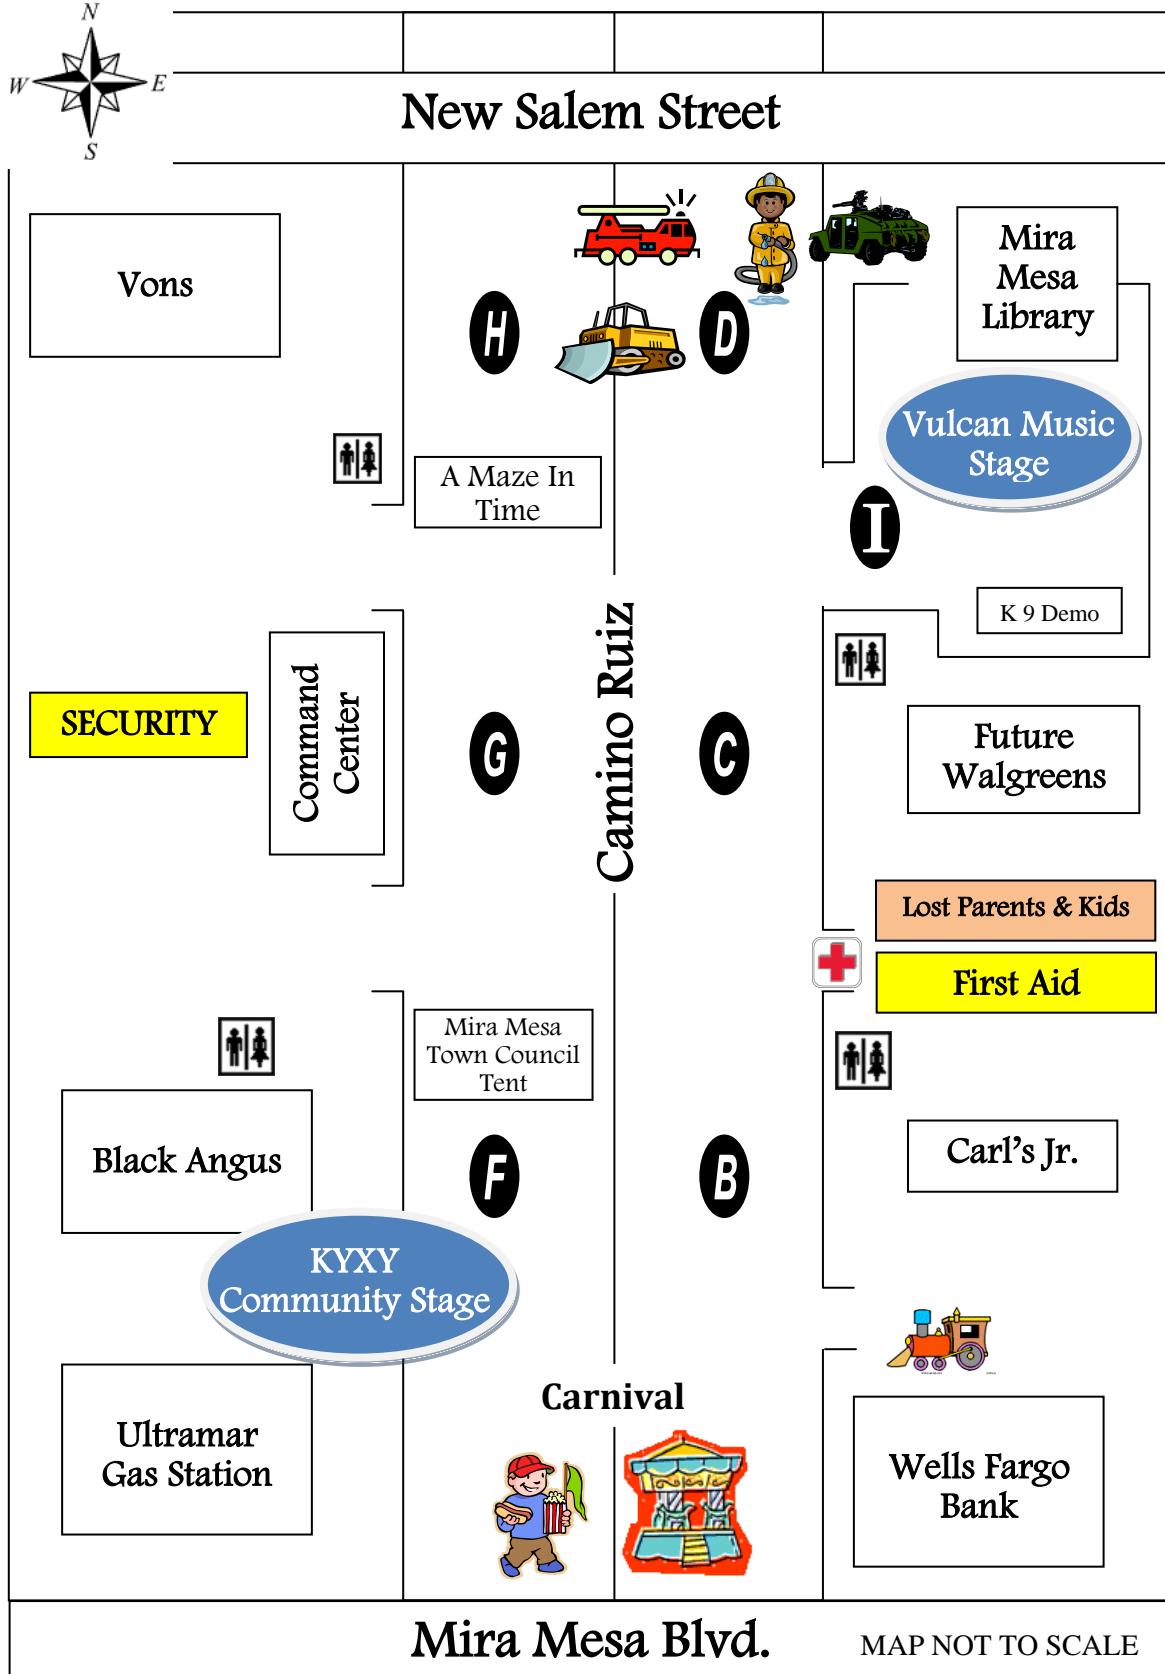 N
W E
S
New Salem Street
Vons
Mira
Mesa
Library
H
D
Vulcan Music
Stage
A Maze In
Time
I
K 9 Demo
Camino Ruiz
Command
Center
SECURITY
G
C
Future
Walgreens
Lost Parents & Kids
First Aid
Mira Mesa
Town Council
Tent
Black Angus
F
B
Carl's Jr.
KYXY
Community Stage
Carnival
Ultramar
Gas Station
Wells Fargo
Bank
Mira Mesa Blvd.
MAP NOT TO SCALE